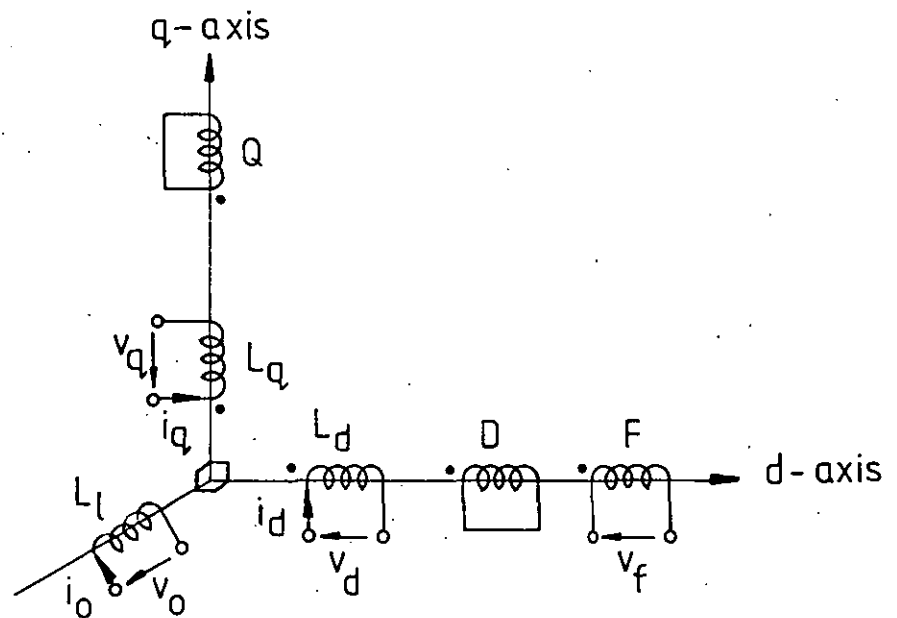 q-axis
Q
v_q
L_q
i_q
L_d
D
F
d-axis
L_l
i_d
v_d
v_f
i_o
v_o